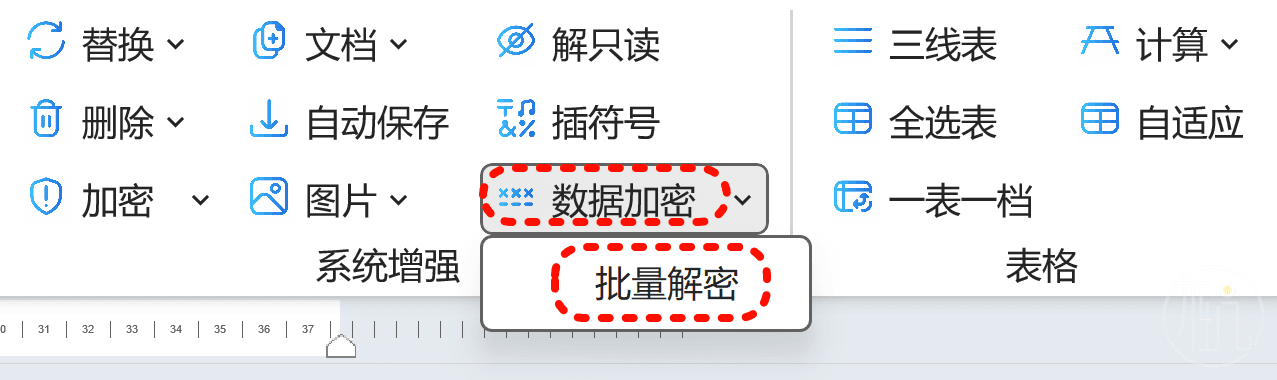 替换 文档 解只读 三线表 计算
删除 自动保存 插符号 全选表 自适应
加密 图片 数据加密 一表一档
系统增强 表格
批量解密
31 32 33 34 35 36 37